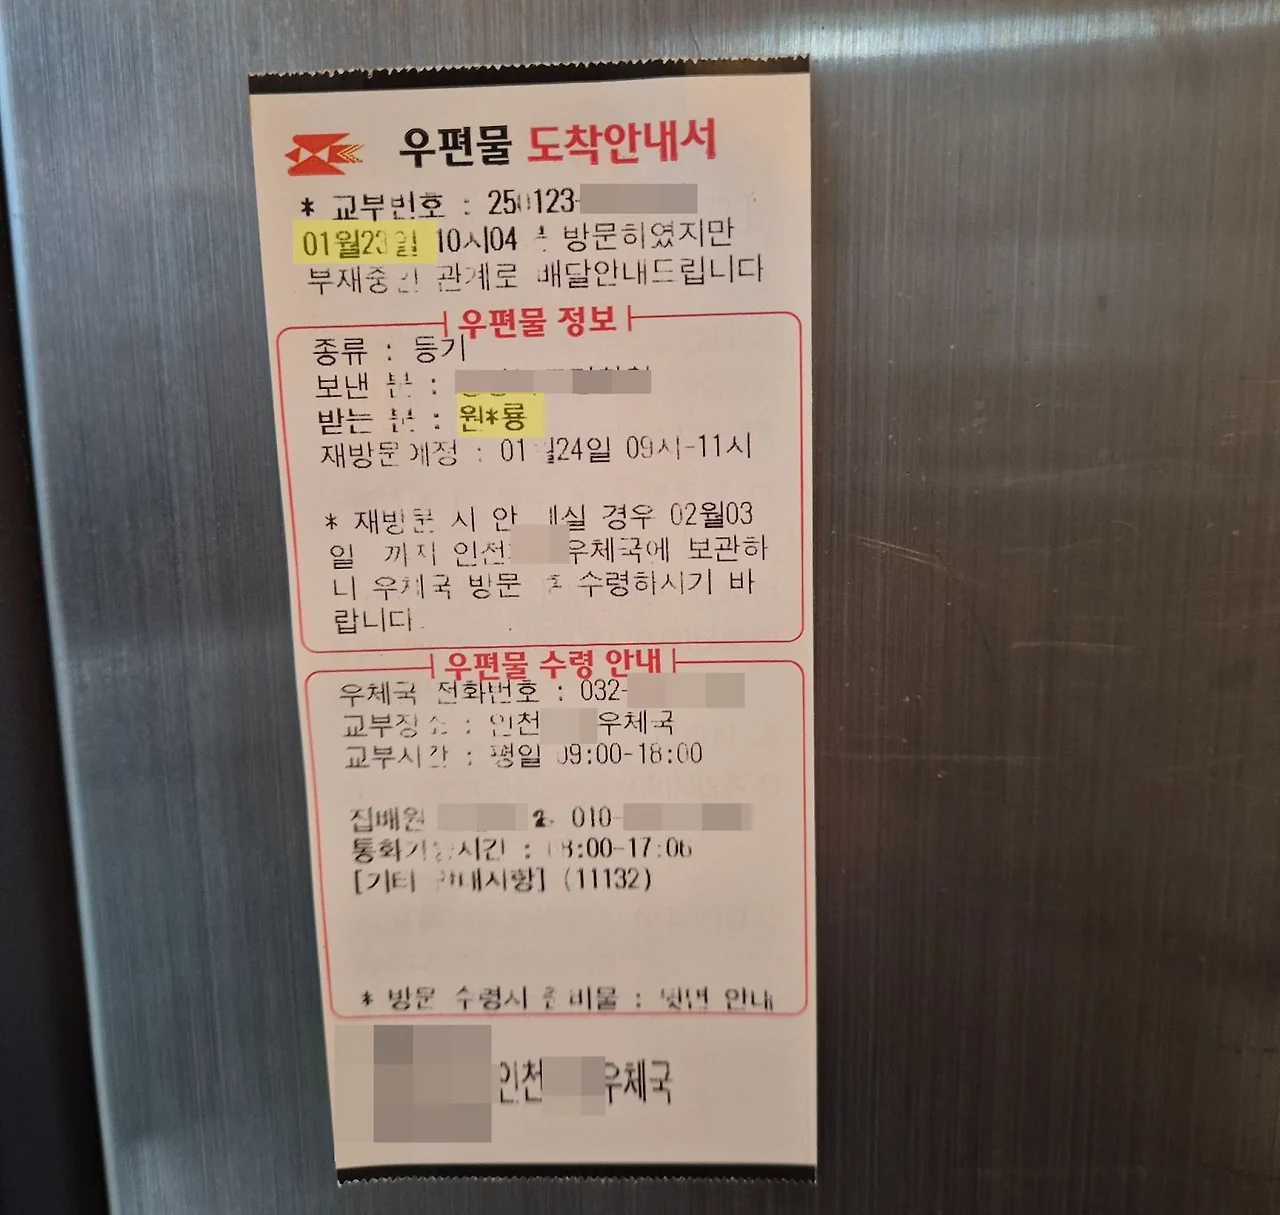 우편물 도착안내서
* 교부번호 : 250123-
01월23일 10시04 방문하였지만
부재중인 관계로 배달안내드립니다
우편물 정보
종류 : 등기
보낸 분 :
받는 분 : 원*룡
재방문예정 : 01월24일 09시-11시
* 재방문 시 안 계실 경우 02월03
일 까지 인천 우체국에 보관하
니 우체국 방문 후 수령하시기 바
랍니다.
우편물 수령 안내
우체국 전화번호 : 032-
교부장소 : 인천 우체국
교부시간 : 평일 09:00-18:00
집배원 010-
통화가능시간 : 08:00-17:06
[기타 안내사항] (11132)
* 방문 수령시 준비물 : 뒷면 안내
인천 우체국